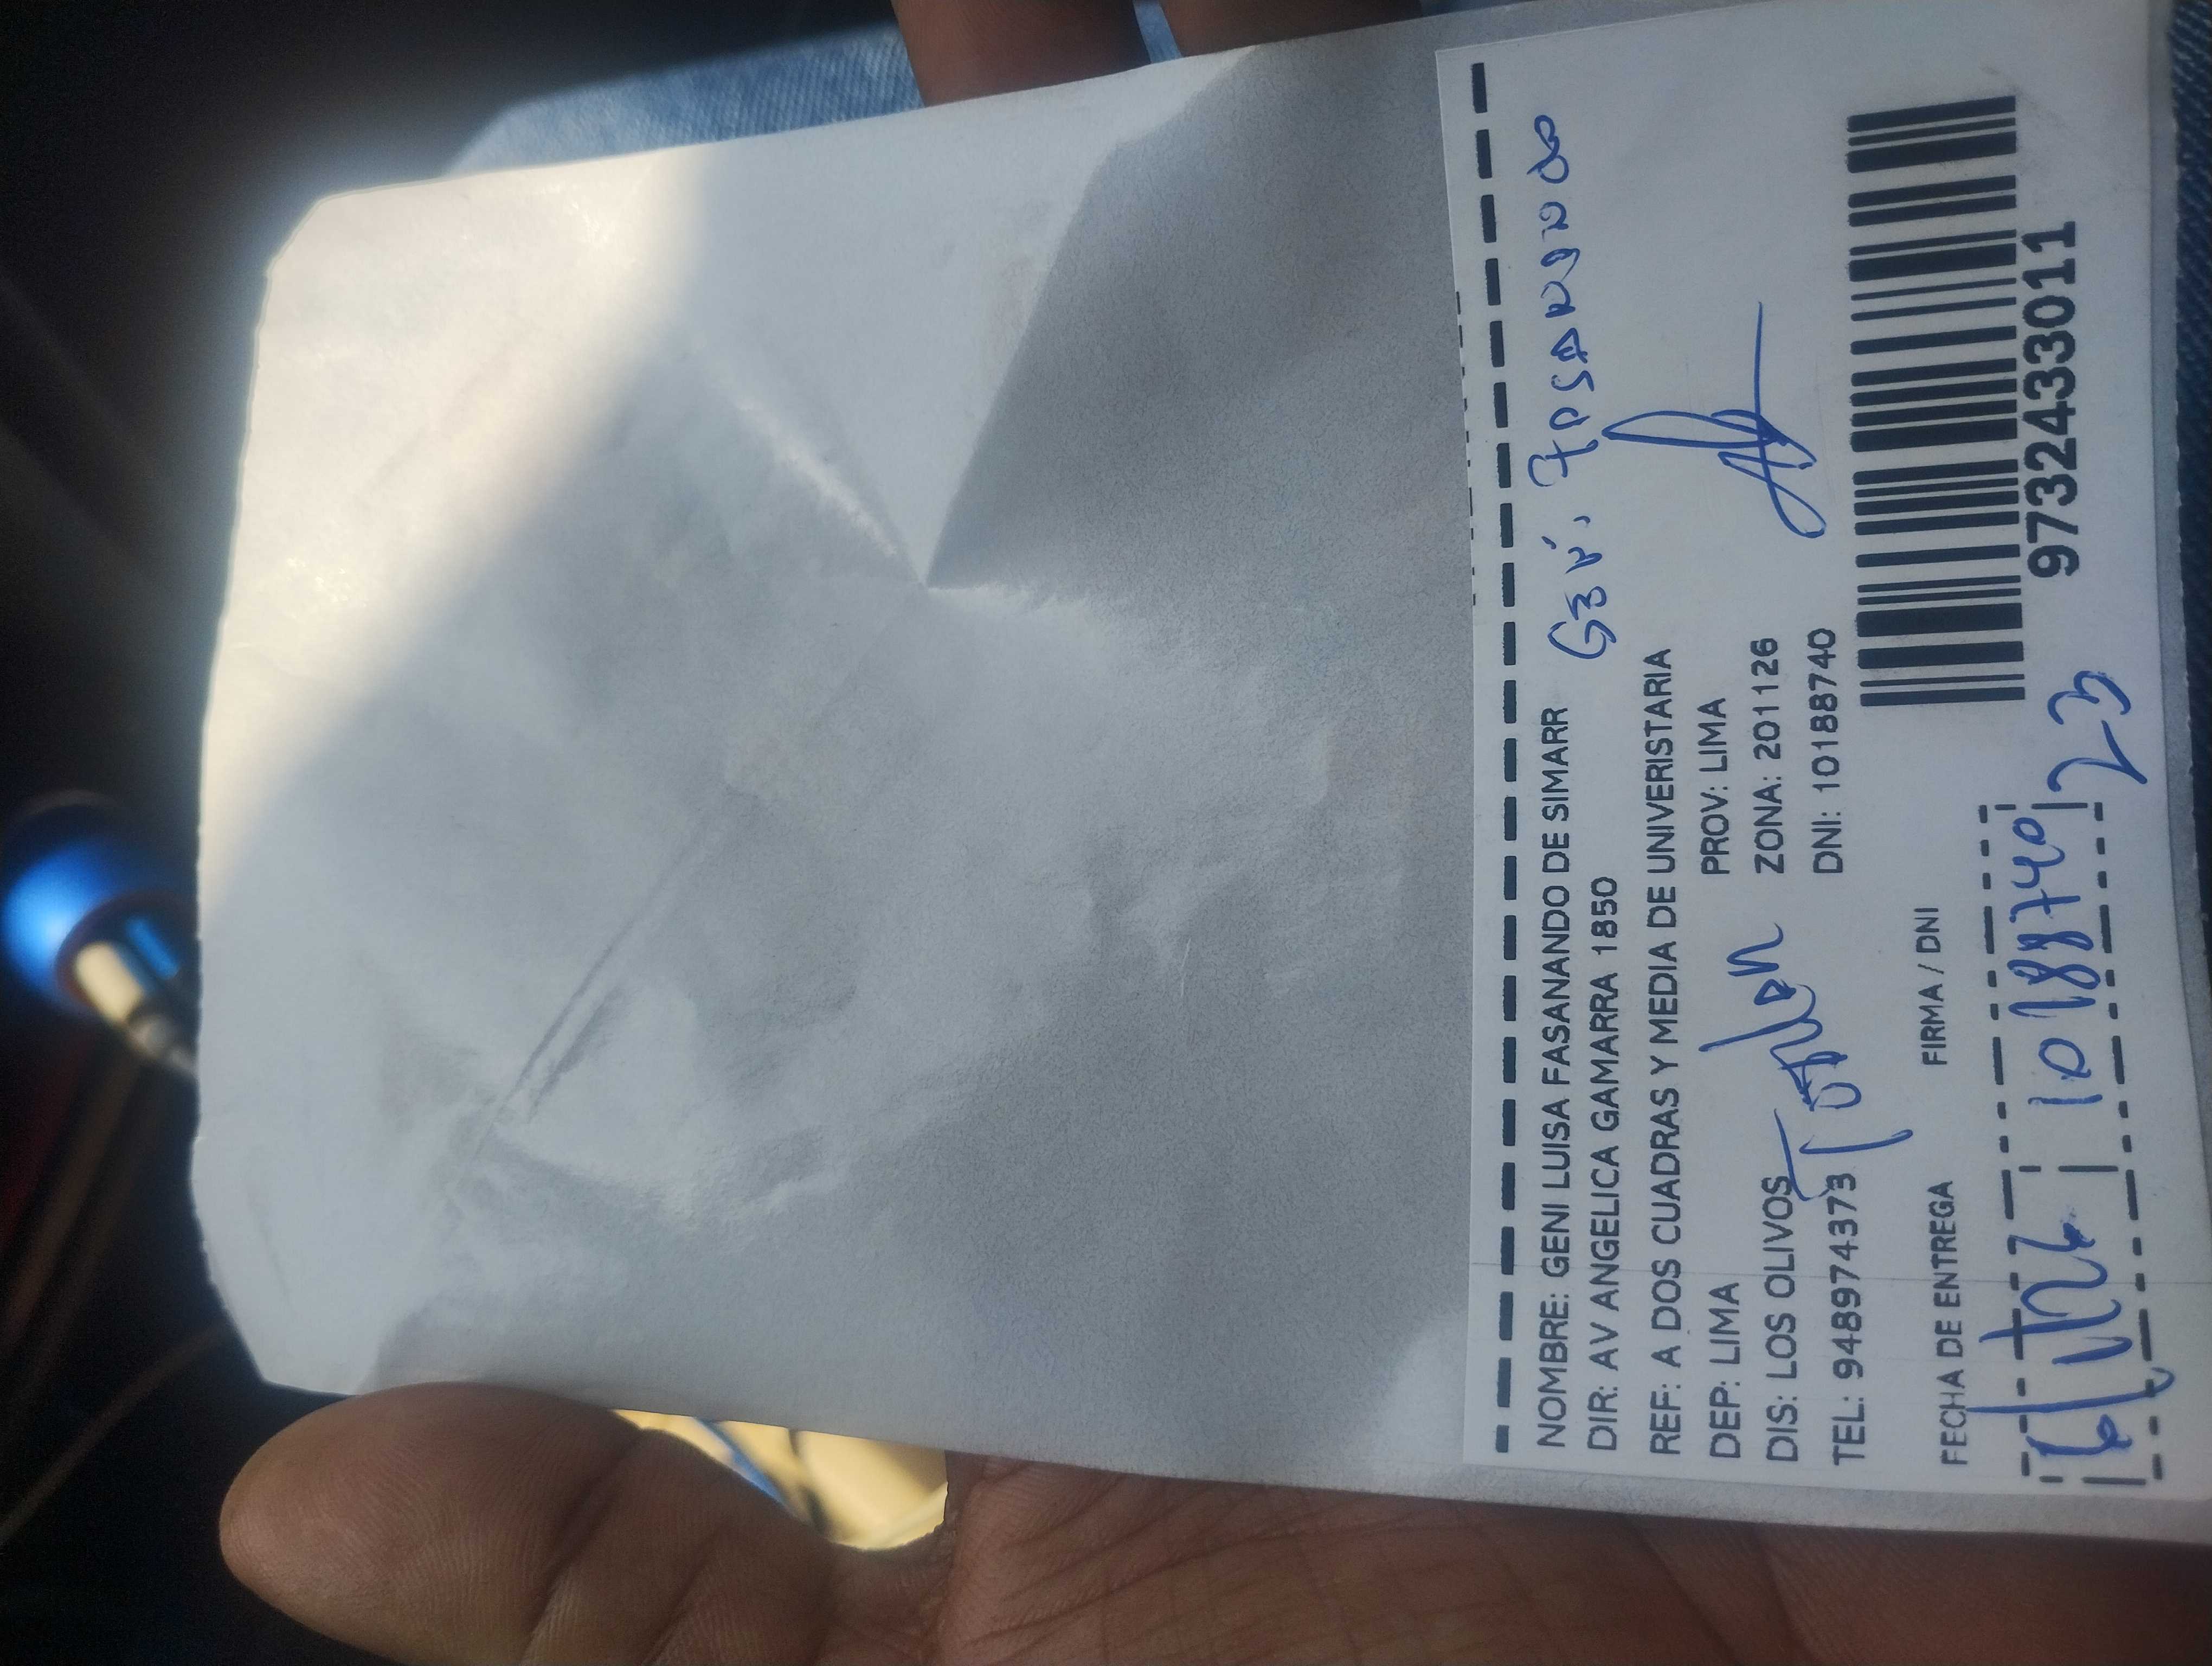 NOMBRE: GENI LUISA FASANANDO DE SIMARR
DIR: AV ANGELICA GAMARRA 1850
REF: A DOS CUADRAS Y MEDIA DE UNIVERISTARIA
DEP: LIMA PROV: LIMA
DIS: LOS OLIVOS ZONA: 201126
TEL: 948974373 DNI: 10188740
FECHA DE ENTREGA FIRMA / DNI
10188740
23
9732433011